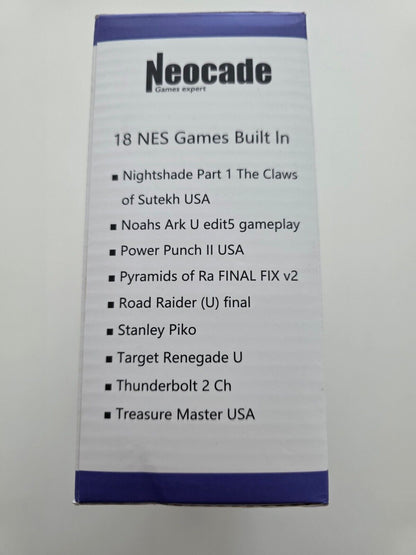 Neocade
Games expert
18 NES Games Built In
▪ Nightshade Part 1 The Claws
of Sutekh USA
▪ Noahs Ark U edit5 gameplay
▪ Power Punch II USA
▪ Pyramids of Ra FINAL FIX v2
▪ Road Raider (U) final
▪ Stanley Piko
▪ Target Renegade U
▪ Thunderbolt 2 Ch
▪ Treasure Master USA